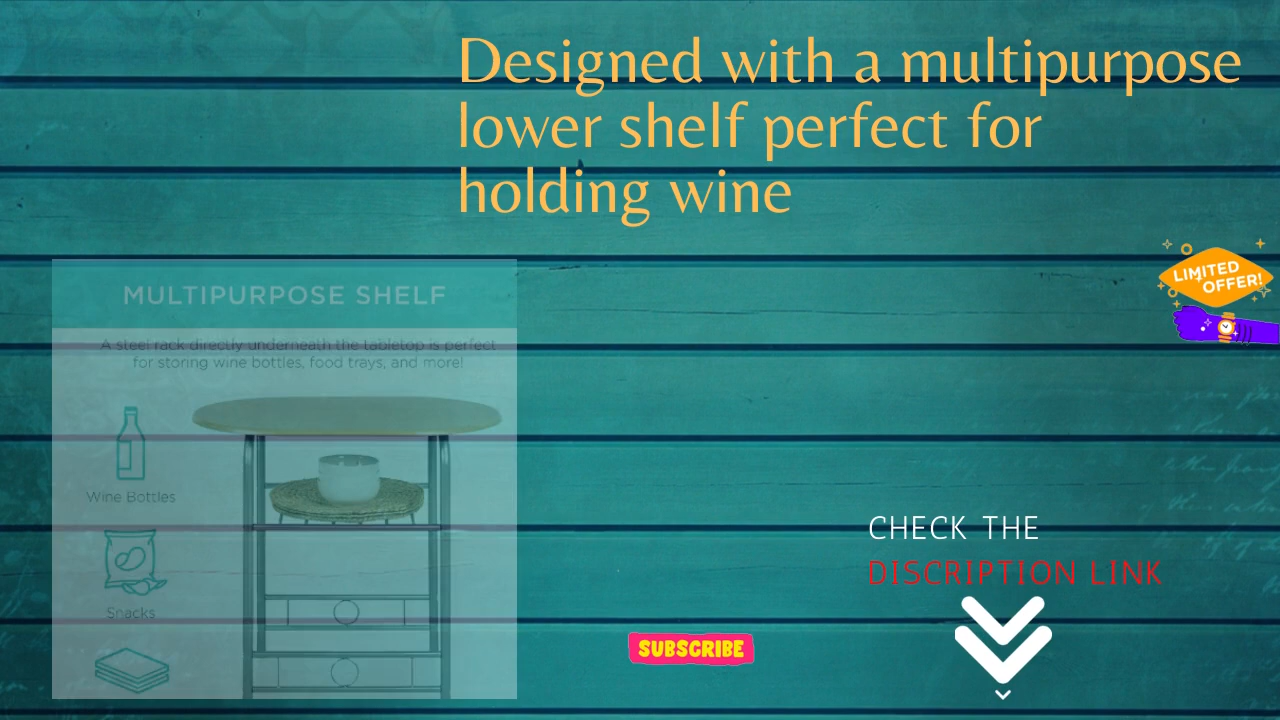 Designed with a multipurpose
lower shelf perfect for
holding wine
LIMITED
OFFER!
MULTIPURPOSE SHELF
A steel rack directly underneath the tabletop is perfect
for storing wine bottles, food trays, and more!
Wine Bottles
Snacks
CHECK THE
DISCRIPTION LINK
SUBSCRIBE